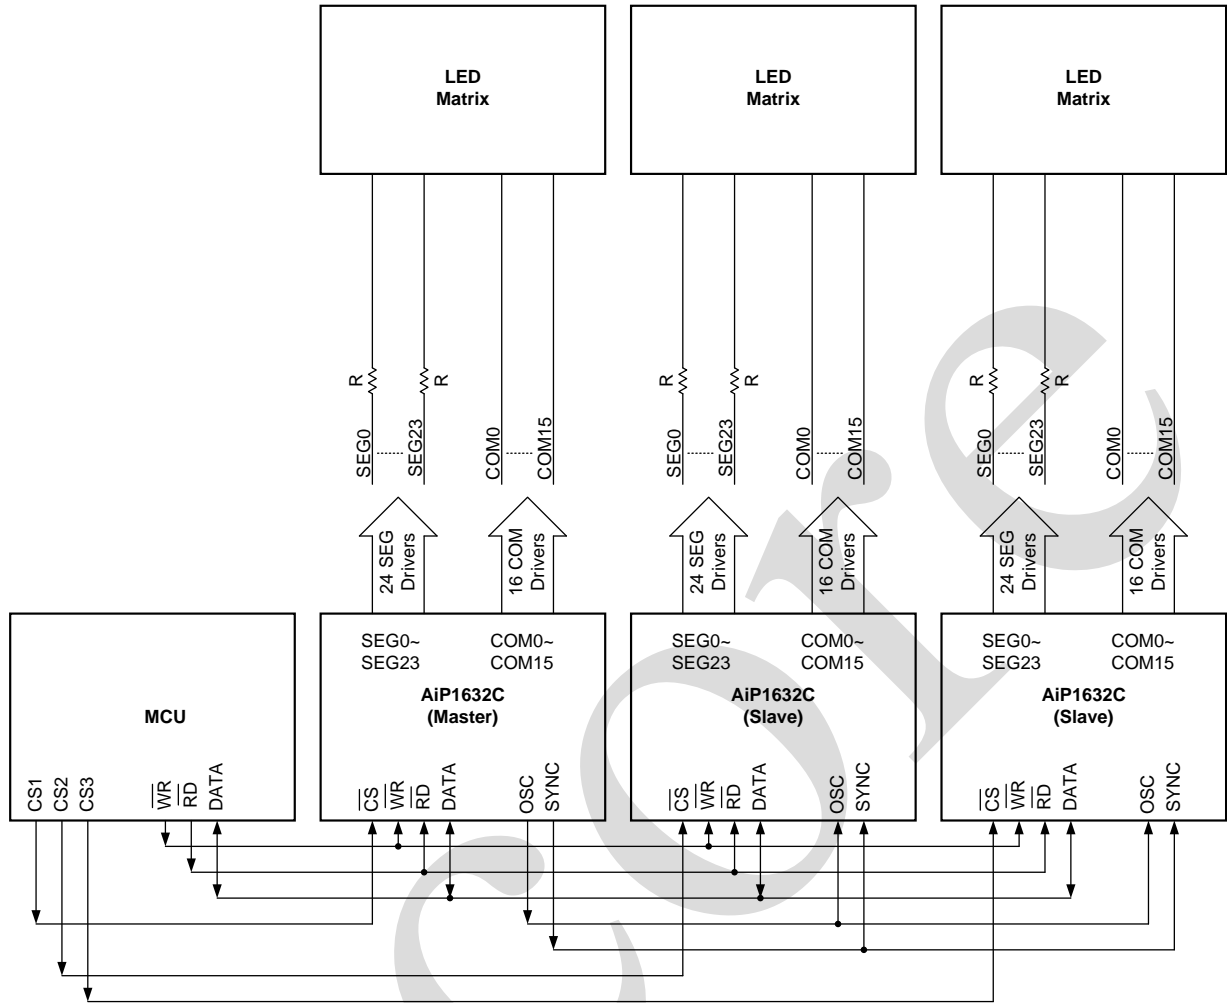 LED
Matrix
LED
Matrix
LED
Matrix
R
R
R
R
R
R
SEG0
SEG23
COM0
COM15
SEG0
SEG23
COM0
COM15
SEG0
SEG23
COM0
COM15
24 SEG
Drivers
16 COM
Drivers
24 SEG
Drivers
16 COM
Drivers
24 SEG
Drivers
16 COM
Drivers
MCU
CS1
CS2
CS3
WR
RD
DATA
SEG0~
SEG23
COM0~
COM15
AiP1632C
(Master)
CS
WR
RD
DATA
OSC
SYNC
SEG0~
SEG23
COM0~
COM15
AiP1632C
(Slave)
CS
WR
RD
DATA
OSC
SYNC
SEG0~
SEG23
COM0~
COM15
AiP1632C
(Slave)
CS
WR
RD
DATA
OSC
SYNC
core